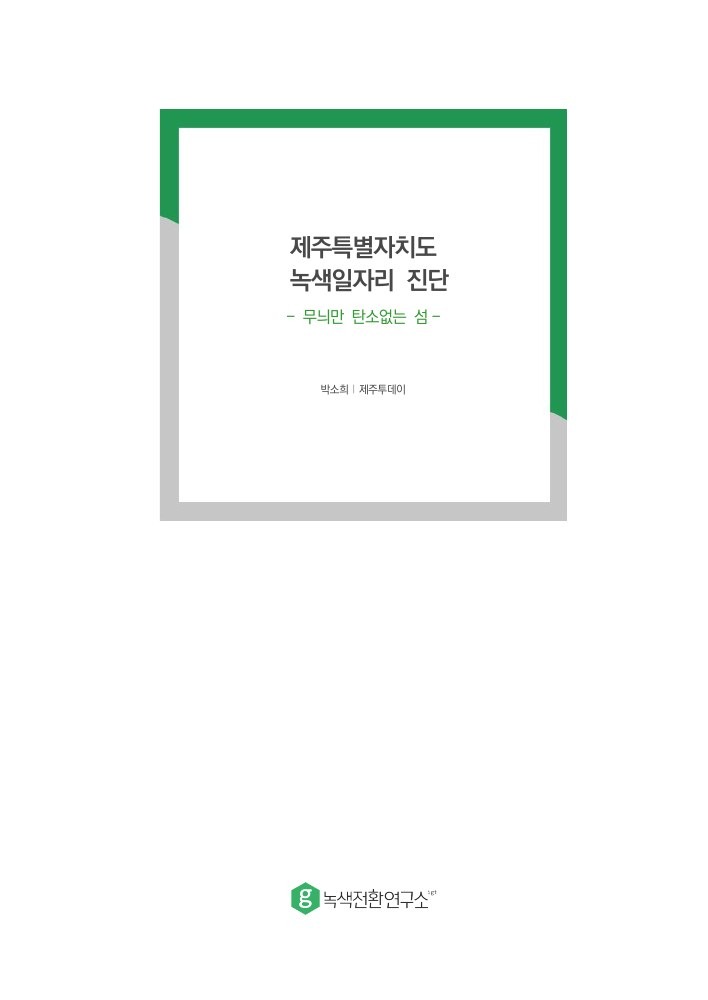 제주특별자치도
녹색일자리 진단
- 무늬만 탄소없는 섬 -
박소희 | 제주투데이
g 녹색전환연구소 igt